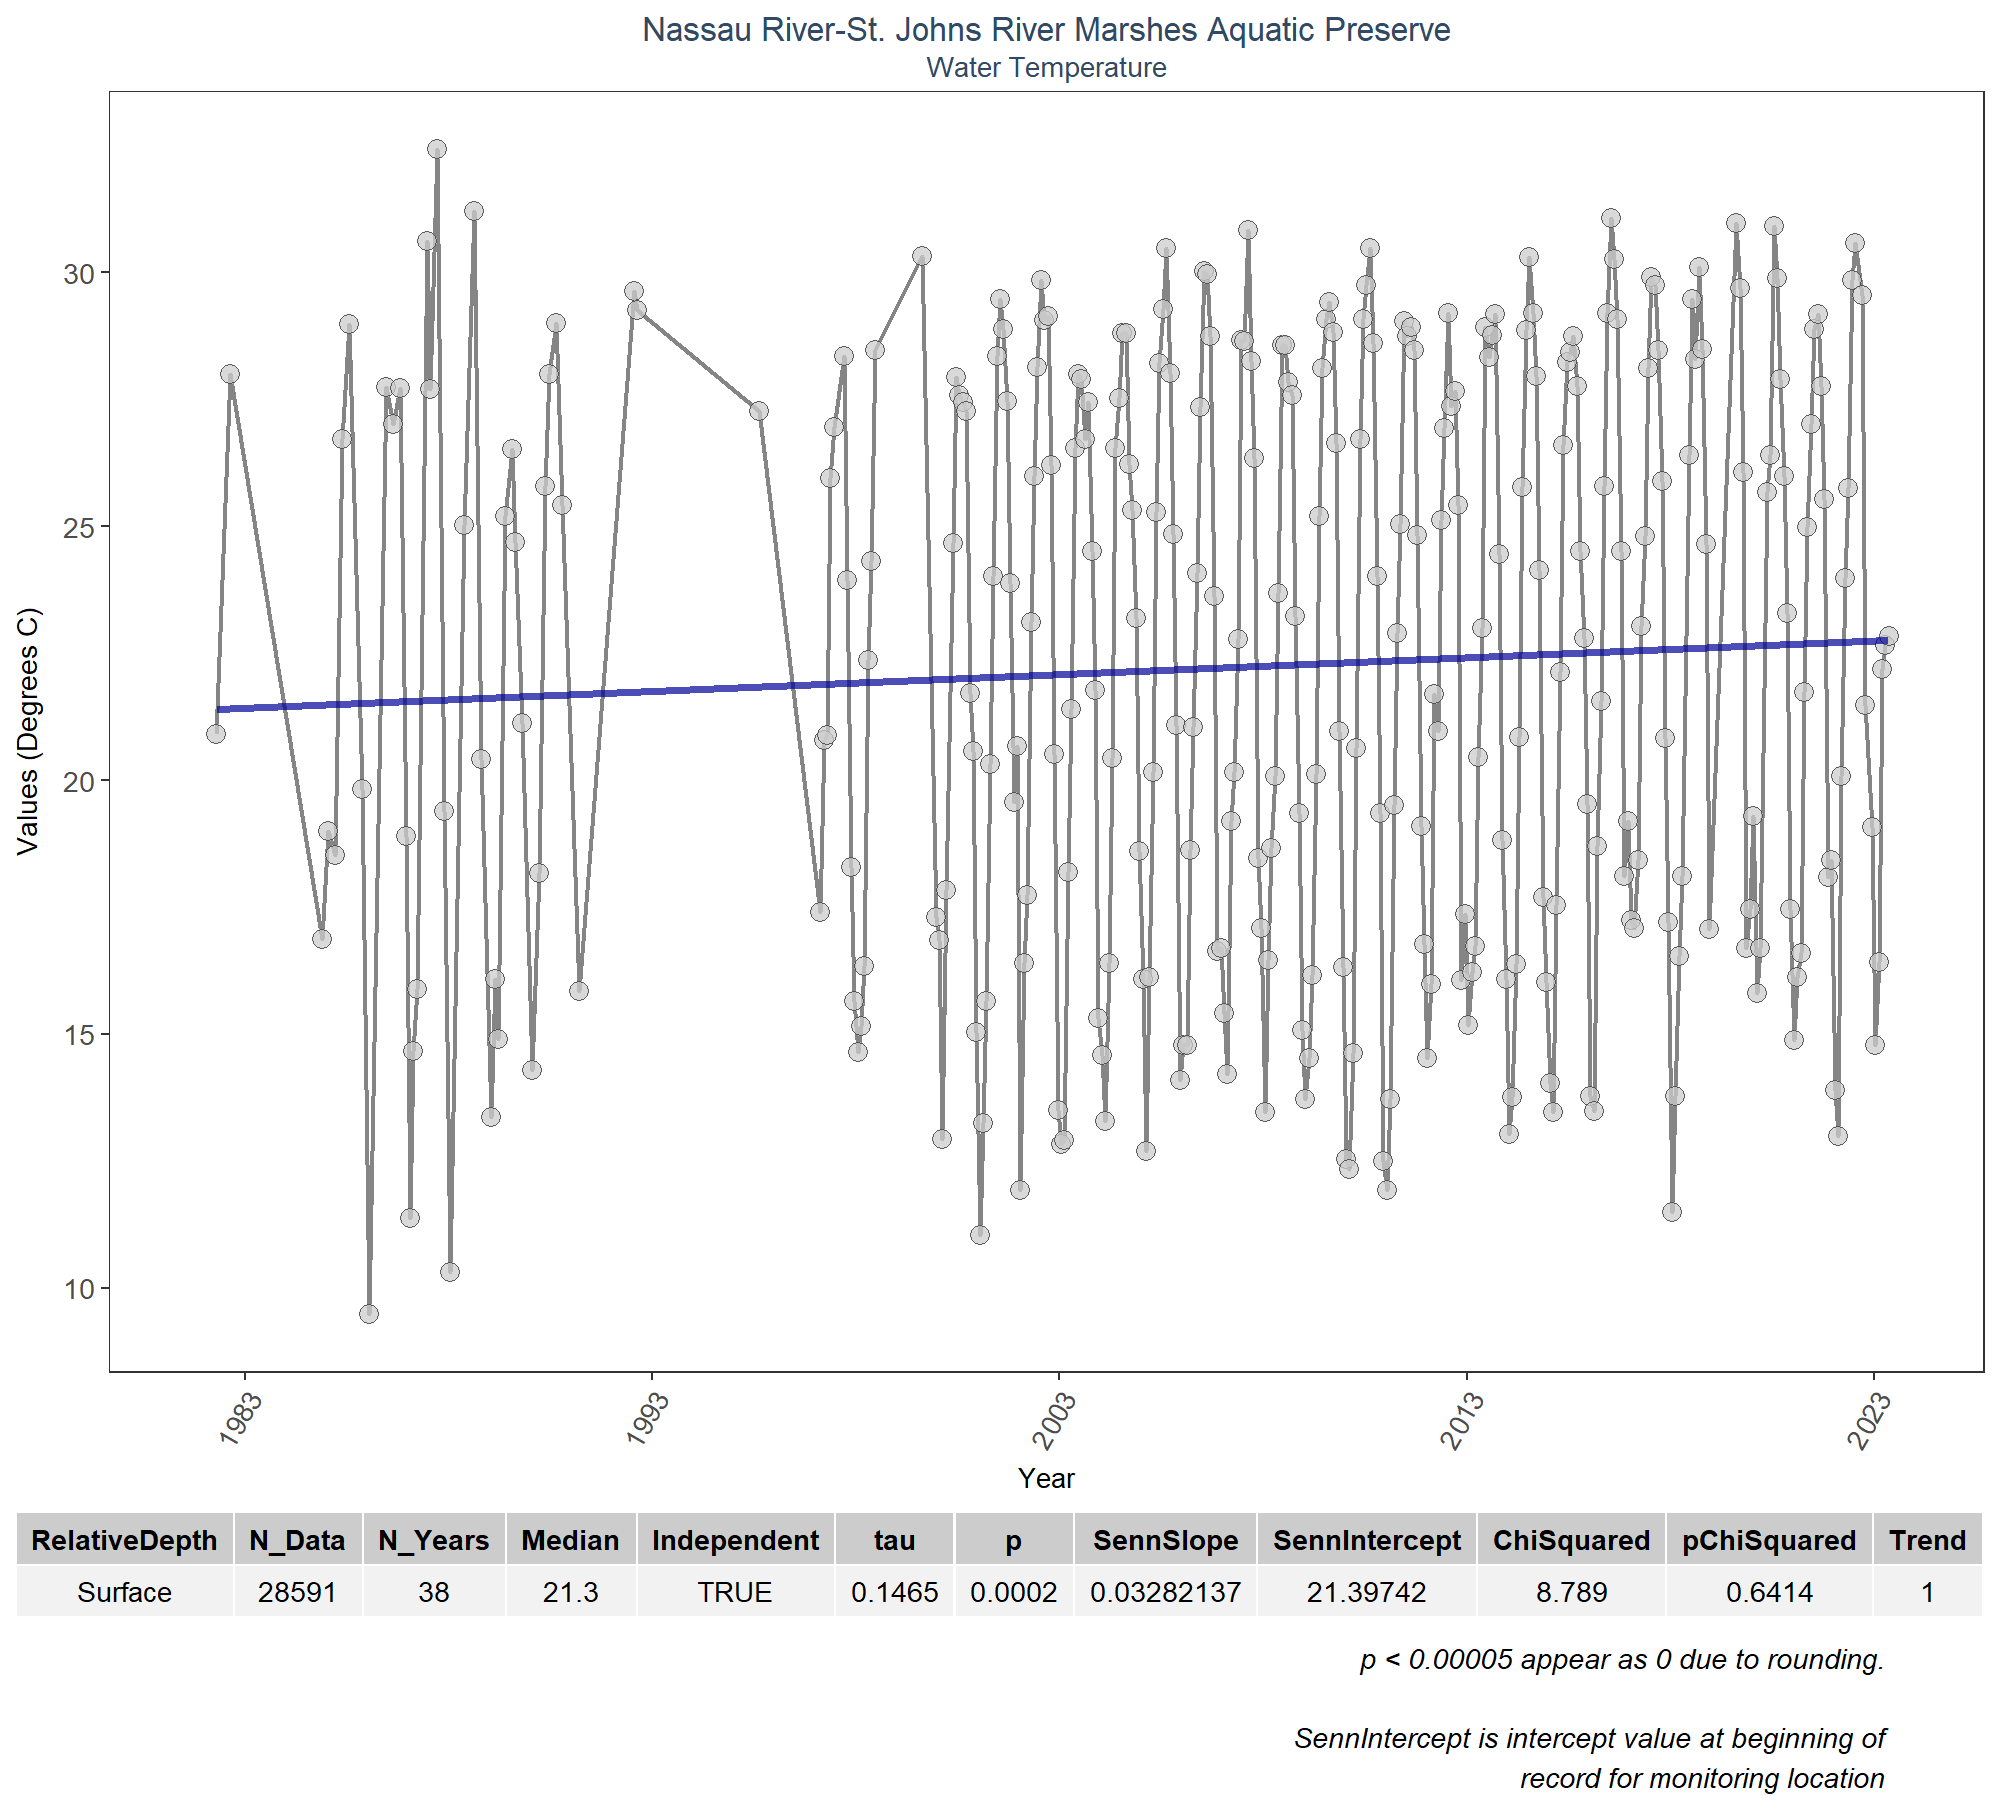 Nassau River-St. Johns River Marshes Aquatic Preserve
Water Temperature
Values (Degrees C)
30
25
20
15
10
1983 1993 2003 2013 2023
Year
RelativeDepth N_Data N_Years Median Independent tau p SennSlope SennIntercept ChiSquared pChiSquared Trend
Surface 28591 38 21.3 TRUE 0.1465 0.0002 0.03282137 21.39742 8.789 0.6414 1
p < 0.00005 appear as 0 due to rounding.
SennIntercept is intercept value at beginning of
record for monitoring location